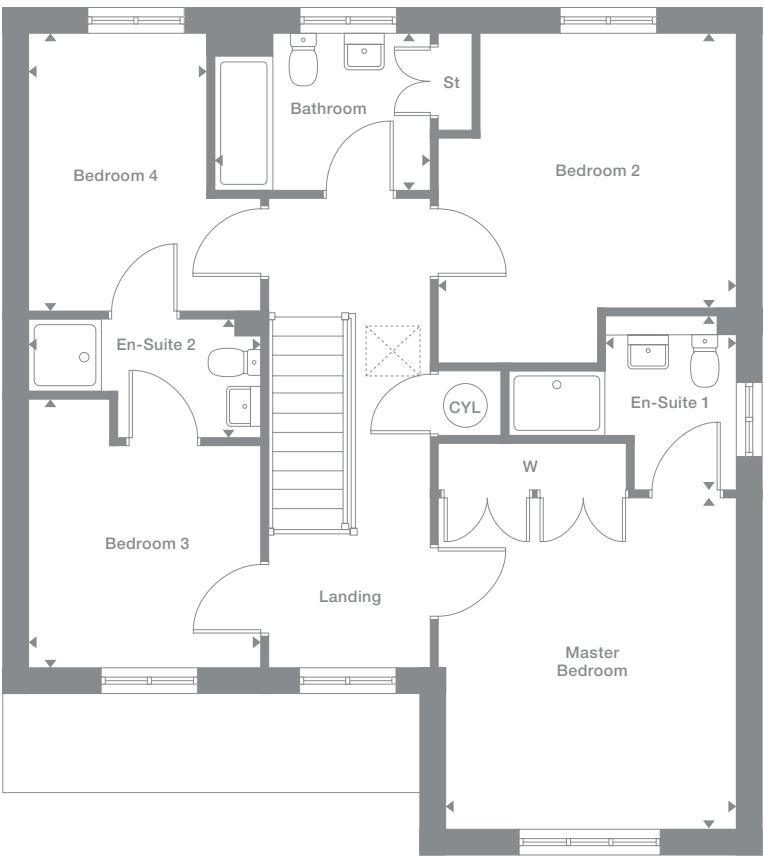 St
Bathroom
Bedroom 4
Bedroom 2
En-Suite 2
CYL
En-Suite 1
W
Bedroom 3
Landing
Master
Bedroom